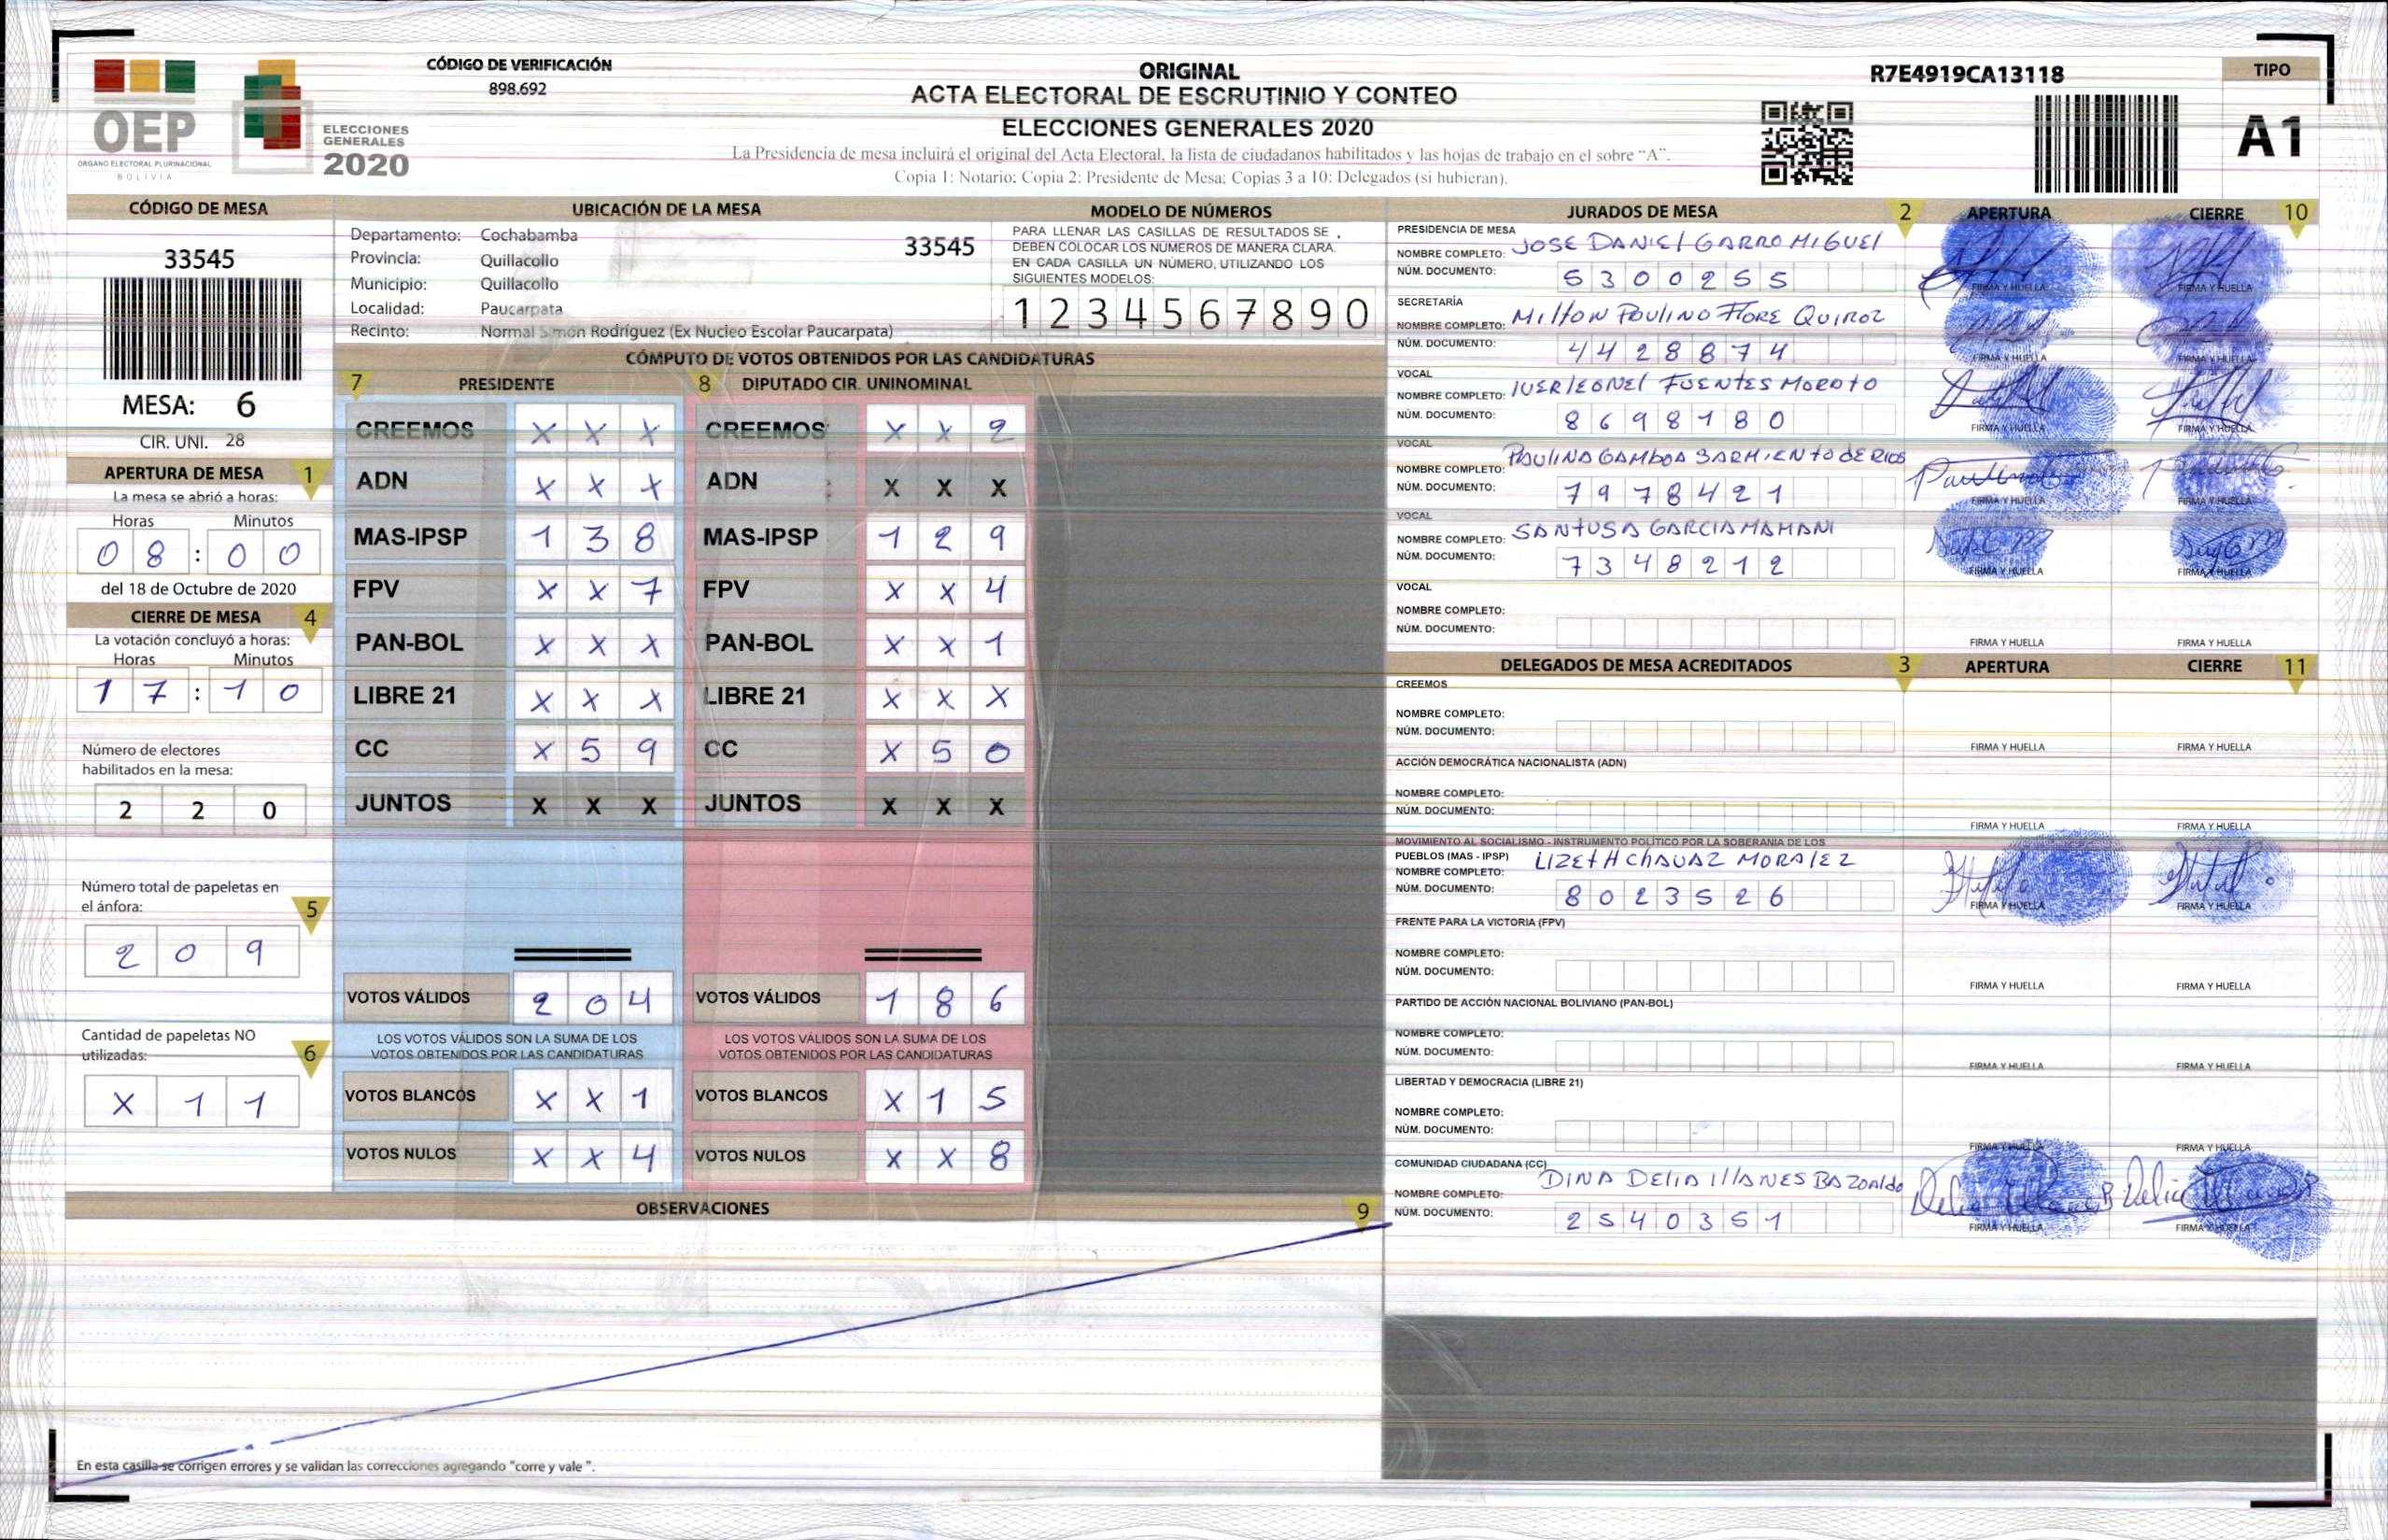 OEP
ÓRGANO ELECTORAL PLURINACIONAL
BOLIVIA
ELECCIONES
GENERALES
2020
CÓDIGO DE VERIFICACIÓN
898.692
ORIGINAL
ACTA ELECTORAL DE ESCRUTINIO Y CONTEO
ELECCIONES GENERALES 2020
La Presidencia de mesa incluirá el original del Acta Electoral, la lista de ciudadanos habilitados y las hojas de trabajo en el sobre "A".
Copia 1: Notario; Copia 2: Presidente de Mesa; Copias 3 a 10: Delegados (si hubieran).
R7E4919CA13118
TIPO
A1
CÓDIGO DE MESA
33545
MESA: 6
CIR. UNI. 28
APERTURA DE MESA 1
La mesa se abrió a horas:
Horas Minutos
0 8 : 0 0
del 18 de Octubre de 2020
CIERRE DE MESA 4
La votación concluyó a horas:
Horas Minutos
1 7 : 1 0
Número de electores
habilitados en la mesa:
2 2 0
Número total de papeletas en
el ánfora: 5
2 0 9
Cantidad de papeletas NO
utilizadas: 6
X 1 1
UBICACIÓN DE LA MESA
Departamento: Cochabamba
33545
Provincia: Quillacollo
Municipio: Quillacollo
Localidad: Paucarpata
Recinto: Normal Simón Rodríguez (Ex Nucleo Escolar Paucarpata)
MODELO DE NÚMEROS
PARA LLENAR LAS CASILLAS DE RESULTADOS SE
DEBEN COLOCAR LOS NÚMEROS DE MANERA CLARA.
EN CADA CASILLA UN NÚMERO, UTILIZANDO LOS
SIGUIENTES MODELOS:
1 2 3 4 5 6 7 8 9 0
CÓMPUTO DE VOTOS OBTENIDOS POR LAS CANDIDATURAS
7 PRESIDENTE 8 DIPUTADO CIR. UNINOMINAL
CREEMOS X X X CREEMOS X X 2
ADN X X X ADN X X X
MAS-IPSP 1 3 8 MAS-IPSP 1 2 9
FPV X X 7 FPV X X 4
PAN-BOL X X X PAN-BOL X X 1
LIBRE 21 X X X LIBRE 21 X X X
CC X 5 9 CC X 5 0
JUNTOS X X X JUNTOS X X X
VOTOS VÁLIDOS 2 0 4 VOTOS VÁLIDOS 1 8 6
LOS VOTOS VÁLIDOS SON LA SUMA DE LOS LOS VOTOS VÁLIDOS SON LA SUMA DE LOS
VOTOS OBTENIDOS POR LAS CANDIDATURAS VOTOS OBTENIDOS POR LAS CANDIDATURAS
VOTOS BLANCOS X X 1 VOTOS BLANCOS X 1 5
VOTOS NULOS X X 4 VOTOS NULOS X X 8
OBSERVACIONES 9
En esta casilla se corrigen errores y se validan las correcciones agregando "corre y vale ".
JURADOS DE MESA 2 APERTURA CIERRE 10
PRESIDENCIA DE MESA
NOMBRE COMPLETO: JOSE DANIEL GARRO MIGUEL
NÚM. DOCUMENTO: 5 3 0 0 2 5 5
FIRMA Y HUELLA FIRMA Y HUELLA
SECRETARÍA
NOMBRE COMPLETO: Milton Paulino Flore Quiroz
NÚM. DOCUMENTO: 4 4 2 8 8 7 4
FIRMA Y HUELLA FIRMA Y HUELLA
VOCAL
NOMBRE COMPLETO: IVERLEONEL FUENTES MOROTO
NÚM. DOCUMENTO: 8 6 9 8 1 8 0
FIRMA Y HUELLA FIRMA Y HUELLA
VOCAL
NOMBRE COMPLETO: PAULINA GAMBOA SARMIENTO DE RIOS
NÚM. DOCUMENTO: 7 9 7 8 4 2 1
FIRMA Y HUELLA FIRMA Y HUELLA
VOCAL
NOMBRE COMPLETO: SANTUSA GARCIA MAMANI
NÚM. DOCUMENTO: 7 3 4 8 2 1 2
FIRMA Y HUELLA FIRMA Y HUELLA
VOCAL
NOMBRE COMPLETO:
NÚM. DOCUMENTO:
FIRMA Y HUELLA FIRMA Y HUELLA
DELEGADOS DE MESA ACREDITADOS 3 APERTURA CIERRE 11
CREEMOS
NOMBRE COMPLETO:
NÚM. DOCUMENTO:
FIRMA Y HUELLA FIRMA Y HUELLA
ACCIÓN DEMOCRÁTICA NACIONALISTA (ADN)
NOMBRE COMPLETO:
NÚM. DOCUMENTO:
FIRMA Y HUELLA FIRMA Y HUELLA
MOVIMIENTO AL SOCIALISMO - INSTRUMENTO POLÍTICO POR LA SOBERANIA DE LOS
PUEBLOS (MAS - IPSP) LIZETH CHAVAZ MORALEZ
NOMBRE COMPLETO:
NÚM. DOCUMENTO: 8 0 2 3 5 2 6
FIRMA Y HUELLA FIRMA Y HUELLA
FRENTE PARA LA VICTORIA (FPV)
NOMBRE COMPLETO:
NÚM. DOCUMENTO:
FIRMA Y HUELLA FIRMA Y HUELLA
PARTIDO DE ACCIÓN NACIONAL BOLIVIANO (PAN-BOL)
NOMBRE COMPLETO:
NÚM. DOCUMENTO:
FIRMA Y HUELLA FIRMA Y HUELLA
LIBERTAD Y DEMOCRACIA (LIBRE 21)
NOMBRE COMPLETO:
NÚM. DOCUMENTO:
FIRMA Y HUELLA FIRMA Y HUELLA
COMUNIDAD CIUDADANA (CC)
NOMBRE COMPLETO: DINA DELIA ILLANES BAZOALDO
NÚM. DOCUMENTO: 2 5 4 0 3 5 1
FIRMA Y HUELLA FIRMA Y HUELLA